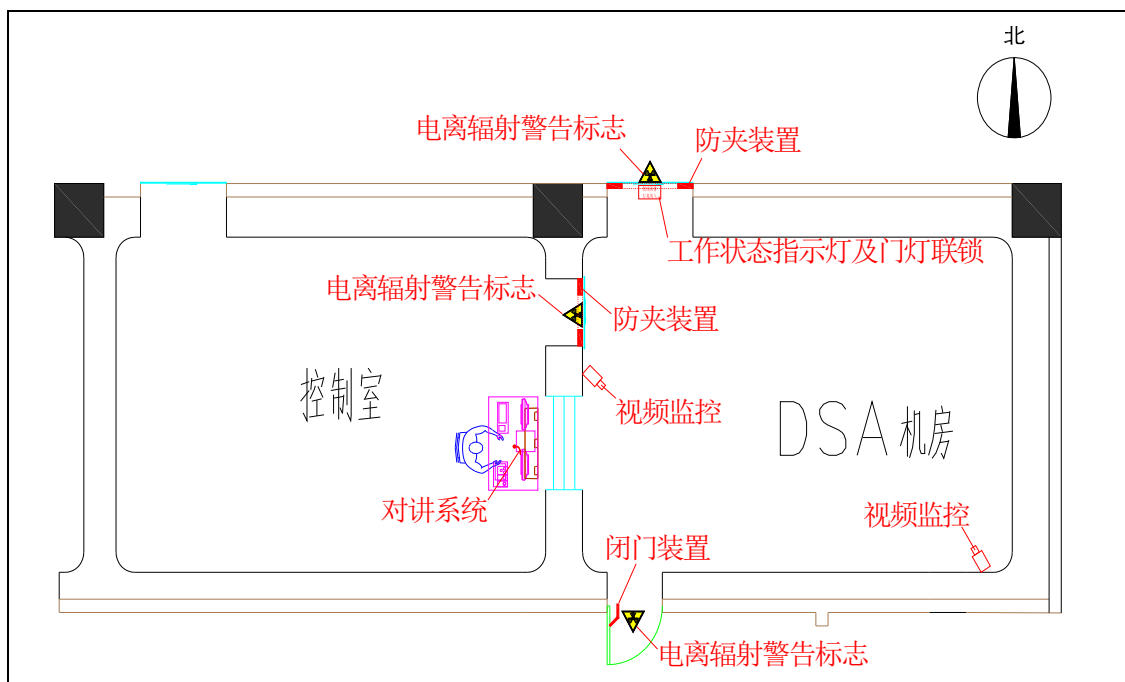 北
电离辐射警告标志
防夹装置
工作状态指示灯及门灯联锁
电离辐射警告标志
防夹装置
控制室
视频监控
DSA机房
对讲系统
视频监控
闭门装置
电离辐射警告标志